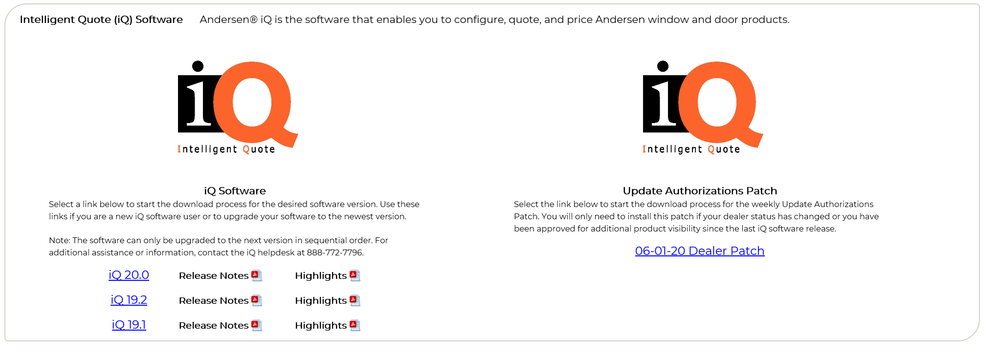 Intelligent Quote (iQ) Software Andersen® iQ is the software that enables you to configure, quote, and price Andersen window and door products.
iQ
Intelligent Quote
iQ Software
Select a link below to start the download process for the desired software version. Use these
links if you are a new iQ software user or to upgrade your software to the newest version.
Note: The software can only be upgraded to the next version in sequential order. For
additional assistance or information, contact the iQ helpdesk at 888-772-7796.
iQ 20.0 Release Notes Highlights
iQ 19.2 Release Notes Highlights
iQ 19.1 Release Notes Highlights
iQ
Intelligent Quote
Update Authorizations Patch
Select the link below to start the download process for the weekly Update Authorizations
Patch. You will only need to install this patch if your dealer status has changed or you have
been approved for additional product visibility since the last iQ software release.
06-01-20 Dealer Patch